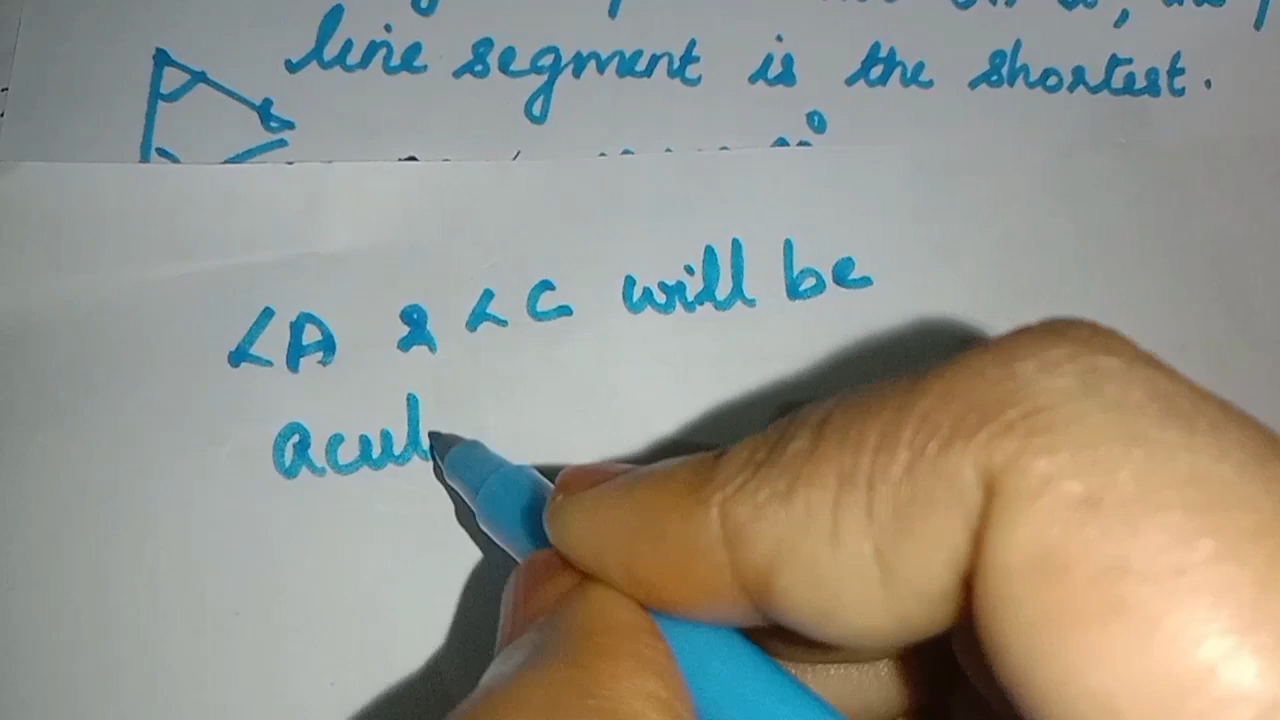 line segment is the shortest.
∠A & ∠C will be
acut